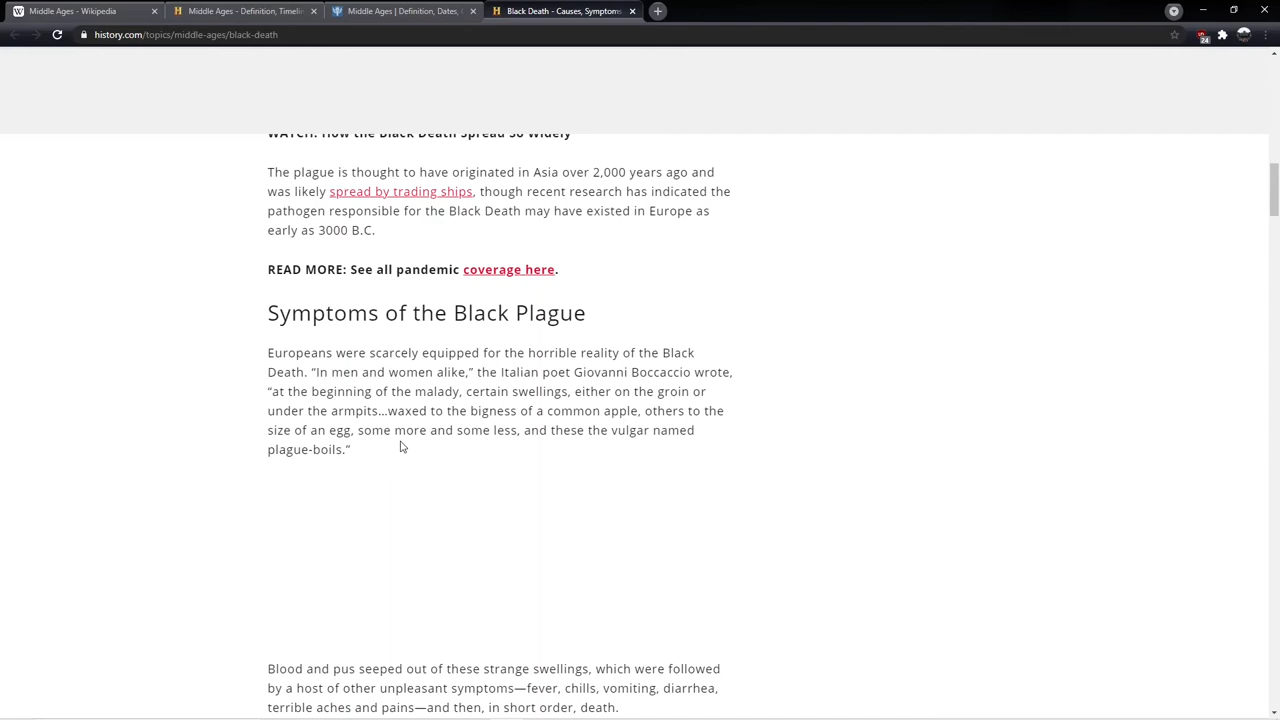 Middle Ages - Wikipedia
Middle Ages - Definition, Timelin
Middle Ages | Definition, Dates,
Black Death - Causes, Symptoms
history.com/topics/middle-ages/black-death
24
WATCH: How the Black Death Spread So Widely
The plague is thought to have originated in Asia over 2,000 years ago and
was likely spread by trading ships, though recent research has indicated the
pathogen responsible for the Black Death may have existed in Europe as
early as 3000 B.C.
READ MORE: See all pandemic coverage here.
Symptoms of the Black Plague
Europeans were scarcely equipped for the horrible reality of the Black
Death. “In men and women alike,” the Italian poet Giovanni Boccaccio wrote,
“at the beginning of the malady, certain swellings, either on the groin or
under the armpits…waxed to the bigness of a common apple, others to the
size of an egg, some more and some less, and these the vulgar named
plague-boils.”
Blood and pus seeped out of these strange swellings, which were followed
by a host of other unpleasant symptoms—fever, chills, vomiting, diarrhea,
terrible aches and pains—and then, in short order, death.